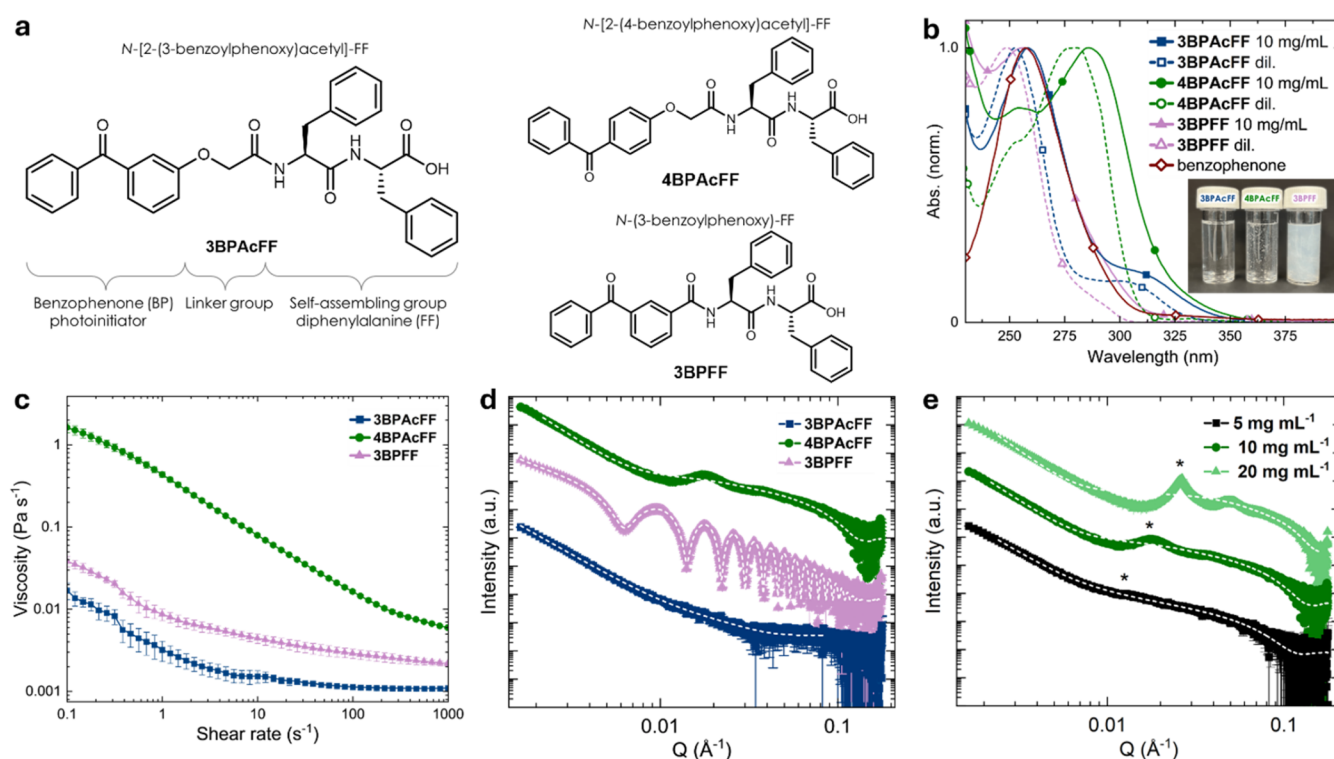 a
N-[2-(3-benzoylphenoxy)acetyl]-FF
O
O
O
N
H
O
H
N
O
OH
3BPAcFF
Benzophenone (BP)
photoinitiator
Linker group
Self-assembling group
diphenylalanine (FF)
N-[2-(4-benzoylphenoxy)acetyl]-FF
O
O
O
N
H
O
H
N
O
OH
4BPAcFF
N-(3-benzoylphenoxy)-FF
O
O
N
H
O
H
N
O
OH
3BPFF
b
Abs. (norm.)
1.0
0
250
275
300
325
350
375
Wavelength (nm)
3BPAcFF 10 mg/mL
3BPAcFF dil.
4BPAcFF 10 mg/mL
4BPAcFF dil.
3BPFF 10 mg/mL
3BPFF dil.
benzophenone
3BPAcFF 4BPAcFF 3BPFF
c
Viscosity (Pa s⁻¹)
1
0.1
0.01
0.001
0.1
1
10
100
1000
Shear rate (s⁻¹)
3BPAcFF
4BPAcFF
3BPFF
d
Intensity (a.u.)
0.01
0.1
Q (Å⁻¹)
3BPAcFF
4BPAcFF
3BPFF
e
Intensity (a.u.)
0.01
0.1
Q (Å⁻¹)
5 mg mL⁻¹
10 mg mL⁻¹
20 mg mL⁻¹
*
*
*